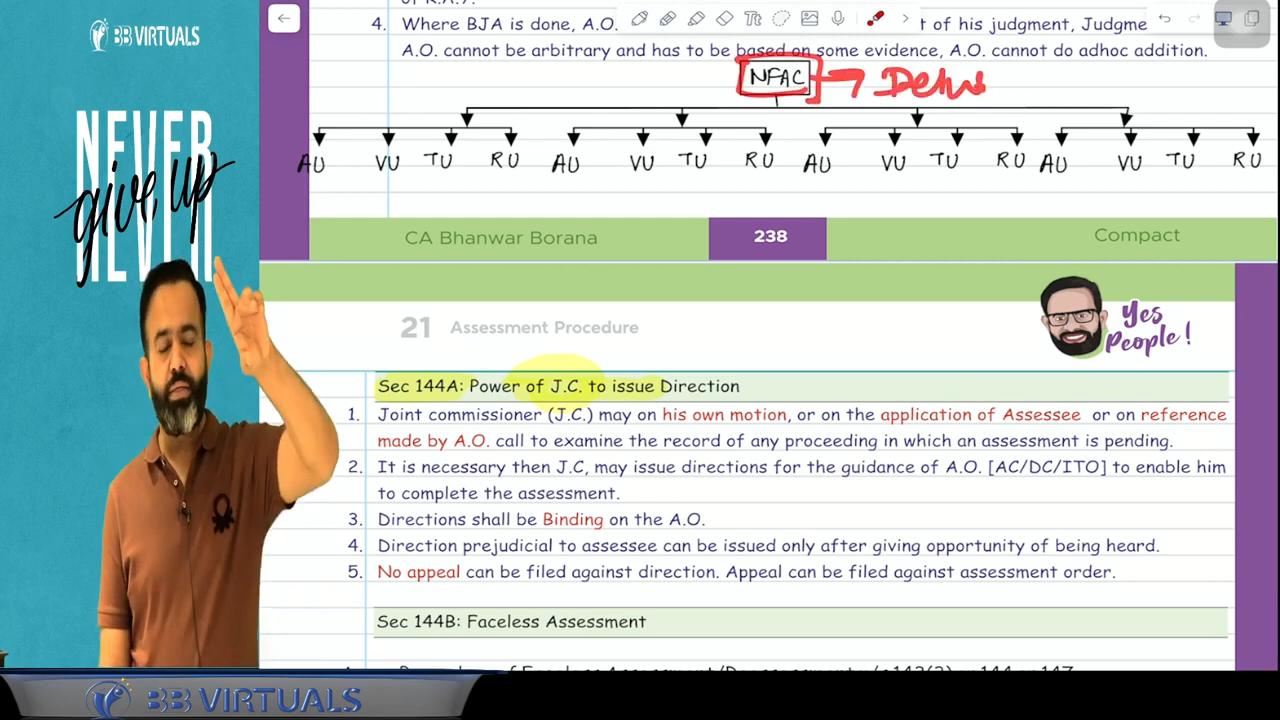 BB VIRTUALS
NEVER
give up
NEVER
4. Where BJA is done, A.O. t of his judgment, Judgme
A.O. cannot be arbitrary and has to be based on some evidence, A.O. cannot do adhoc addition.
NFAC
AU VU TU RU AU VU TU RU AU VU TU RU AU VU TU RU
CA Bhanwar Borana 238 Compact
21 Assessment Procedure
Yes People!
Sec 144A: Power of J.C. to issue Direction
1. Joint commissioner (J.C.) may on his own motion, or on the application of Assessee or on reference
made by A.O. call to examine the record of any proceeding in which an assessment is pending.
2. It is necessary then J.C, may issue directions for the guidance of A.O. [AC/DC/ITO] to enable him
to complete the assessment.
3. Directions shall be Binding on the A.O.
4. Direction prejudicial to assessee can be issued only after giving opportunity of being heard.
5. No appeal can be filed against direction. Appeal can be filed against assessment order.
Sec 144B: Faceless Assessment
BB VIRTUALS